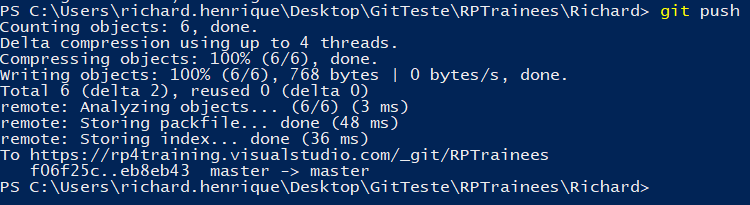 PS C:\Users\richard.henrique\Desktop\GitTeste\RPTrainees\Richard> git push
Counting objects: 6, done.
Delta compression using up to 4 threads.
Compressing objects: 100% (6/6), done.
Writing objects: 100% (6/6), 768 bytes | 0 bytes/s, done.
Total 6 (delta 2), reused 0 (delta 0)
remote: Analyzing objects... (6/6) (3 ms)
remote: Storing packfile... done (48 ms)
remote: Storing index... done (36 ms)
To https://rp4training.visualstudio.com/_git/RPTrainees
   f06f25c..eb8eb43  master -> master
PS C:\Users\richard.henrique\Desktop\GitTeste\RPTrainees\Richard>